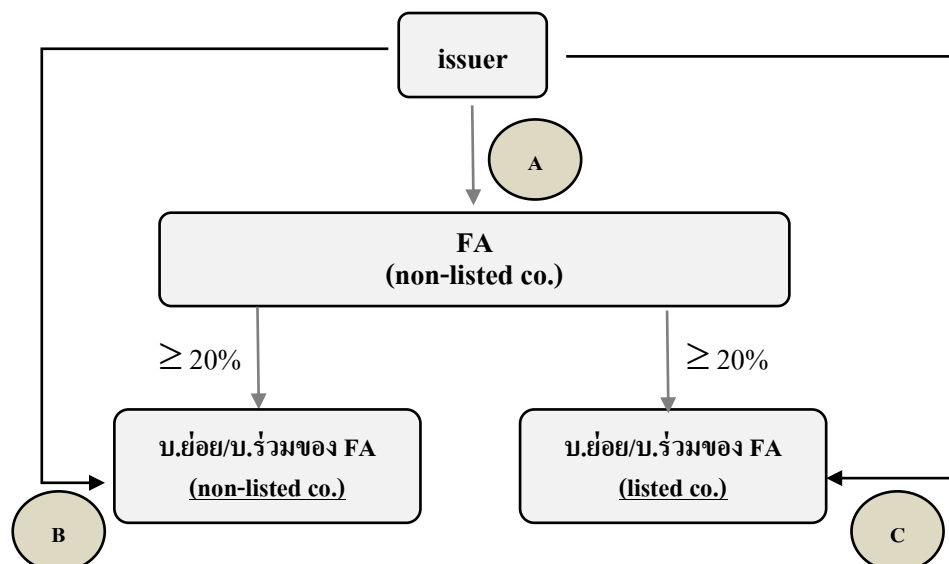 issuer
A
FA
(non-listed co.)
≥ 20%
≥ 20%
บ.ย่อย/บ.ร่วมของ FA
(non-listed co.)
บ.ย่อย/บ.ร่วมของ FA
(listed co.)
B
C